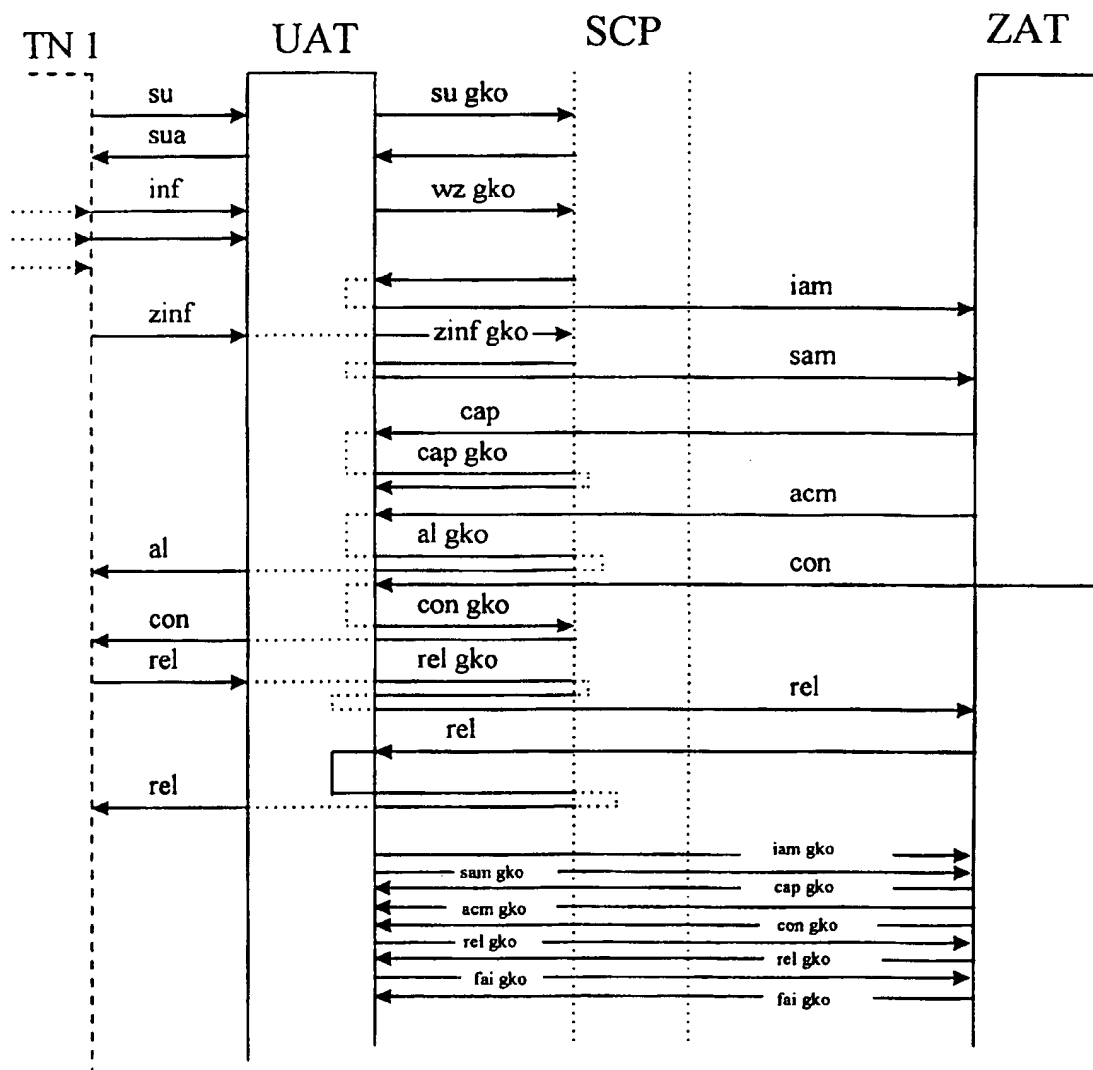 TN 1 UAT SCP ZAT
su su gko
sua
inf wz gko
iam
zinf zinf gko
sam
cap
cap gko
acm
al gko
al
con
con gko
con
rel rel gko
rel
rel
rel
iam gko
sam gko
cap gko
acm gko
con gko
rel gko
rel gko
fai gko
fai gko